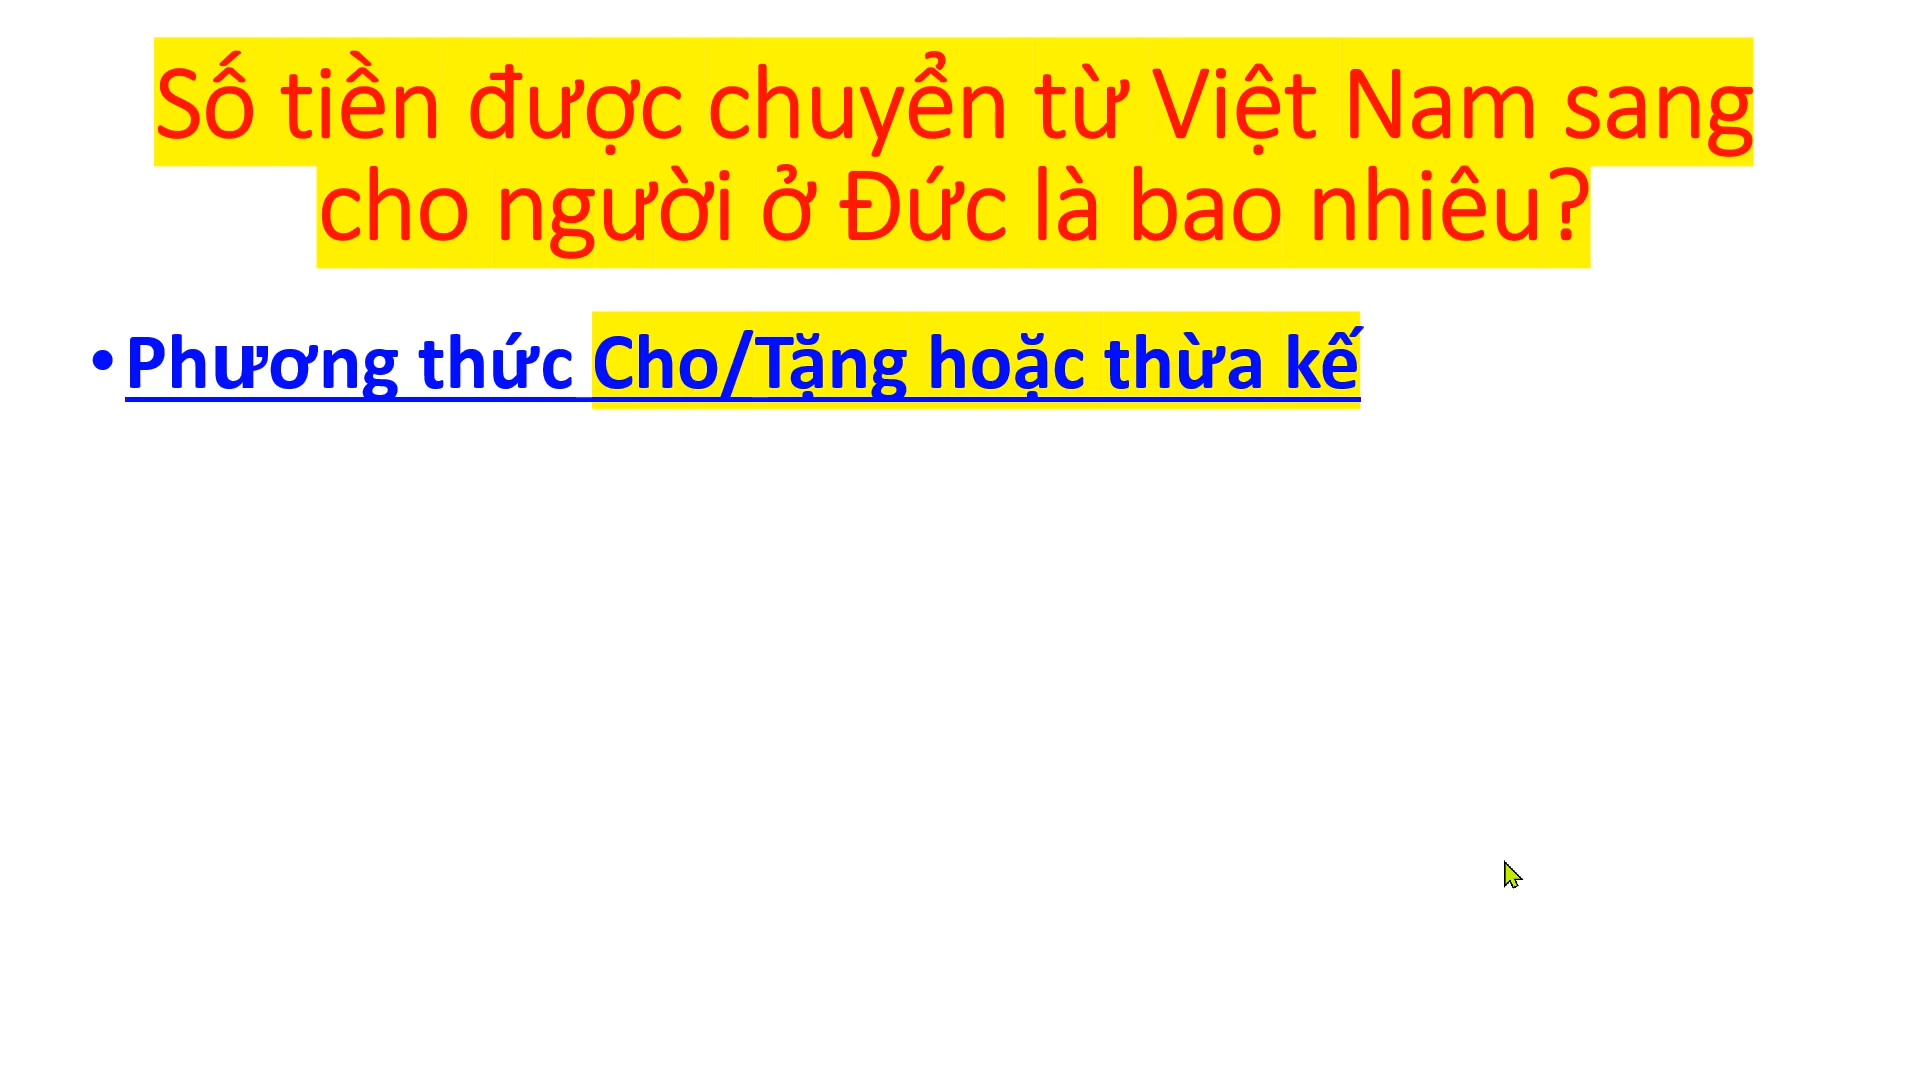 Số tiền được chuyển từ Việt Nam sang
cho người ở Đức là bao nhiêu?
• Phương thức Cho/Tặng hoặc thừa kế